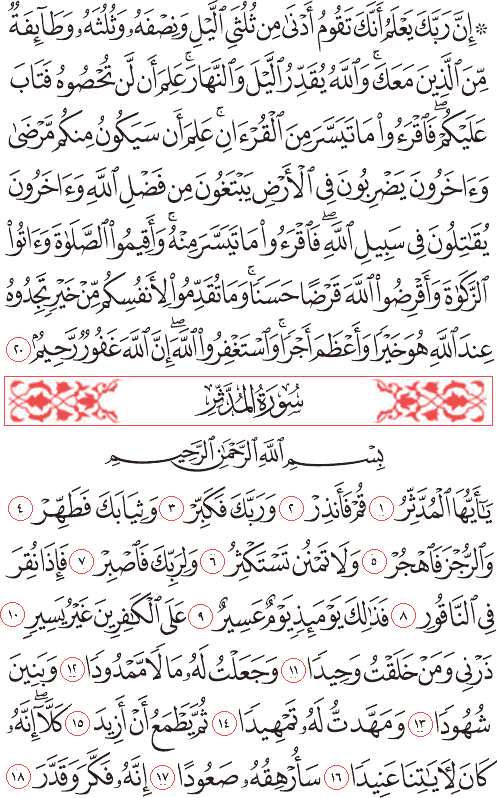 ۞ إِنَّ رَبَّكَ يَعْلَمُ أَنَّكَ تَقُومُ أَدْنَىٰ مِن ثُلُثَيِ ٱلَّيْلِ وَنِصْفَهُۥ وَثُلُثَهُۥ وَطَآئِفَةٌ
مِّنَ ٱلَّذِينَ مَعَكَۚ وَٱللَّهُ يُقَدِّرُ ٱلَّيْلَ وَٱلنَّهَارَۚ عَلِمَ أَن لَّن تُحْصُوهُ فَتَابَ
عَلَيْكُمْۖ فَٱقْرَءُوا۟ مَا تَيَسَّرَ مِنَ ٱلْقُرْءَانِۚ عَلِمَ أَن سَيَكُونُ مِنكُم مَّرْضَىٰ
وَءَاخَرُونَ يَضْرِبُونَ فِى ٱلْأَرْضِ يَبْتَغُونَ مِن فَضْلِ ٱللَّهِ وَءَاخَرُونَ
يُقَٰتِلُونَ فِى سَبِيلِ ٱللَّهِۖ فَٱقْرَءُوا۟ مَا تَيَسَّرَ مِنْهُۚ وَأَقِيمُوا۟ ٱلصَّلَوٰةَ وَءَاتُوا۟
ٱلزَّكَوٰةَ وَأَقْرِضُوا۟ ٱللَّهَ قَرْضًا حَسَنًاۚ وَمَا تُقَدِّمُوا۟ لِأَنفُسِكُم مِّنْ خَيْرٍ تَجِدُوهُ
عِندَ ٱللَّهِ هُوَ خَيْرًا وَأَعْظَمَ أَجْرًاۚ وَٱسْتَغْفِرُوا۟ ٱللَّهَۖ إِنَّ ٱللَّهَ غَفُورٌ رَّحِيمٌۢ ٢٠
سُورَةُ المُدَّثِّرِ
بِسْمِ ٱللَّهِ ٱلرَّحْمَٰنِ ٱلرَّحِيمِ
يَٰٓأَيُّهَا ٱلْمُدَّثِّرُ ١ قُمْ فَأَنذِرْ ٢ وَرَبَّكَ فَكَبِّرْ ٣ وَثِيَابَكَ فَطَهِّرْ ٤
وَٱلرُّجْزَ فَٱهْجُرْ ٥ وَلَا تَمْنُن تَسْتَكْثِرُ ٦ وَلِرَبِّكَ فَٱصْبِرْ ٧ فَإِذَا نُقِرَ
فِى ٱلنَّاقُورِ ٨ فَذَٰلِكَ يَوْمَئِذٍ يَوْمٌ عَسِيرٌ ٩ عَلَى ٱلْكَٰفِرِينَ غَيْرُ يَسِيرٍ ١٠
ذَرْنِى وَمَنْ خَلَقْتُ وَحِيدًا ١١ وَجَعَلْتُ لَهُۥ مَالًا مَّمْدُودًا ١٢ وَبَنِينَ
شُهُودًا ١٣ وَمَهَّدتُّ لَهُۥ تَمْهِيدًا ١٤ ثُمَّ يَطْمَعُ أَنْ أَزِيدَ ١٥ كَلَّآۖ إِنَّهُۥ
كَانَ لِـَٔايَٰتِنَا عَنِيدًا ١٦ سَأُرْهِقُهُۥ صَعُودًا ١٧ إِنَّهُۥ فَكَّرَ وَقَدَّرَ ١٨